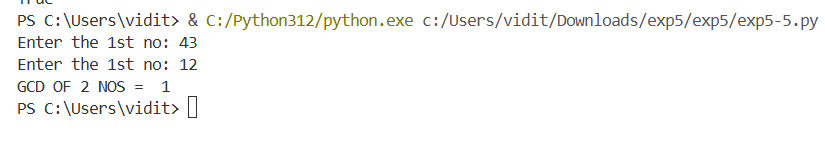 True
PS C:\Users\vidit> & C:/Python312/python.exe c:/Users/vidit/Downloads/exp5/exp5/exp5-5.py
Enter the 1st no: 43
Enter the 1st no: 12
GCD OF 2 NOS =  1
PS C:\Users\vidit>